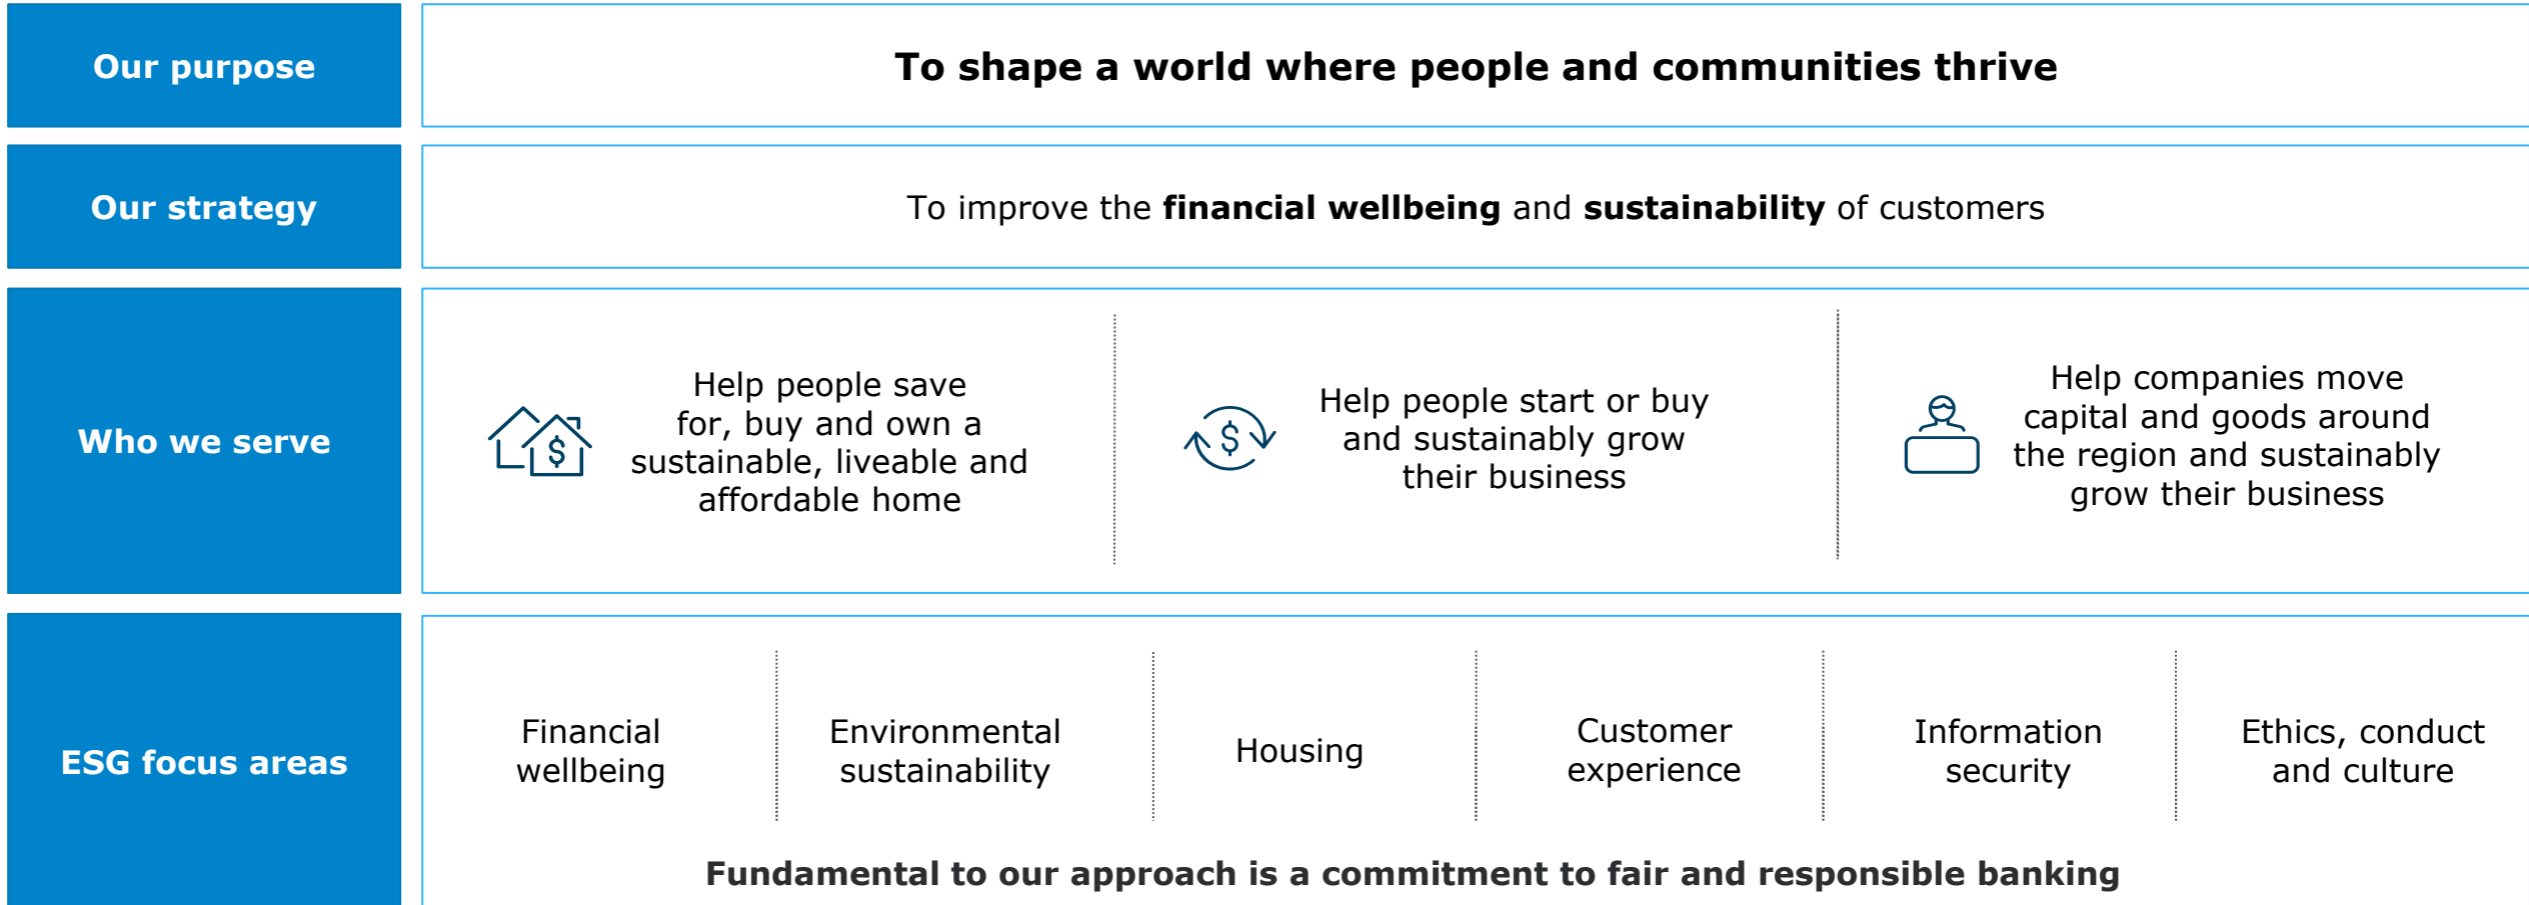 Our purpose
To shape a world where people and communities thrive
Our strategy
To improve the financial wellbeing and sustainability of customers
Who we serve
Help people save
for, buy and own a
sustainable, liveable and
affordable home
$
Help people start or buy
and sustainably grow
their business
$
Help companies move
capital and goods around
the region and sustainably
grow their business
ESG focus areas
Financial
wellbeing
Environmental
sustainability
Housing
Customer
experience
Information
security
Ethics, conduct
and culture
Fundamental to our approach is a commitment to fair and responsible banking